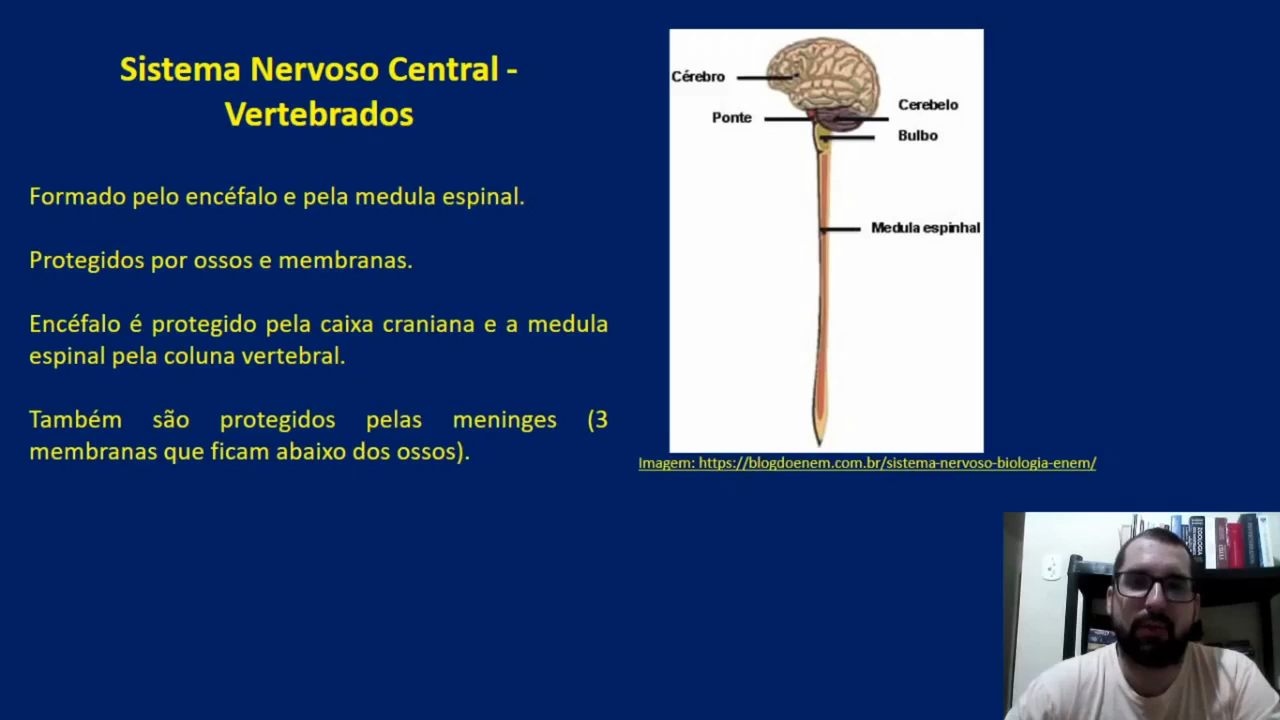 Sistema Nervoso Central -
Vertebrados
Formado pelo encéfalo e pela medula espinal.
Protegidos por ossos e membranas.
Encéfalo é protegido pela caixa craniana e a medula
espinal pela coluna vertebral.
Também são protegidos pelas meninges (3
membranas que ficam abaixo dos ossos).
Cérebro
Ponte
Cerebelo
Bulbo
Medula espinhal
Imagem: https://blogdoenem.com.br/sistema-nervoso-biologia-enem/
ZOOLOGIA